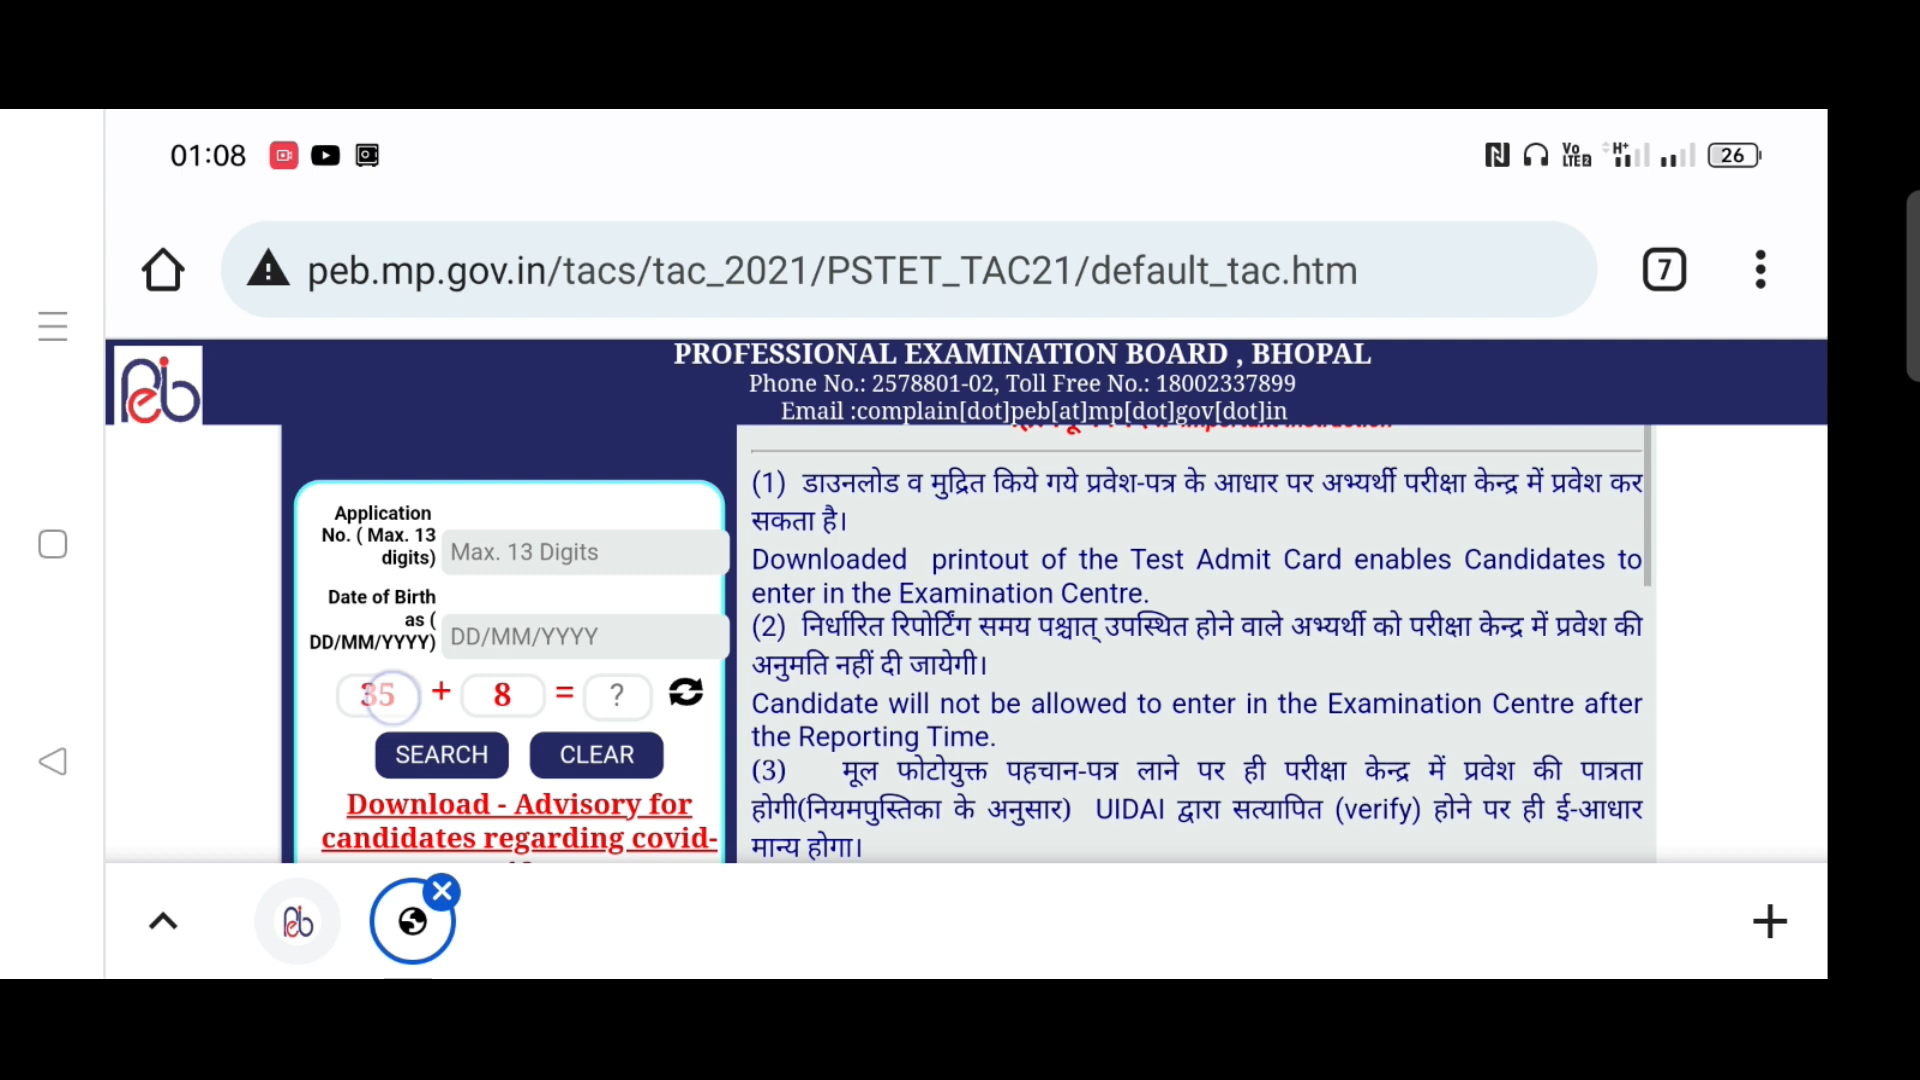 01:08
Vo LTE2 H+ 26
peb.mp.gov.in/tacs/tac_2021/PSTET_TAC21/default_tac.htm
7
Peb
PROFESSIONAL EXAMINATION BOARD , BHOPAL
Phone No.: 2578801-02, Toll Free No.: 18002337899
Email :complain[dot]peb[at]mp[dot]gov[dot]in
Important Instruction
Application
No. ( Max. 13
digits)
Max. 13 Digits
Date of Birth
as (
DD/MM/YYYY)
DD/MM/YYYY
35 + 8 = ?
SEARCH CLEAR
Download - Advisory for
candidates regarding covid-
(1) डाउनलोड व मुद्रित किये गये प्रवेश-पत्र के आधार पर अभ्यर्थी परीक्षा केन्द्र में प्रवेश कर
सकता है।
Downloaded printout of the Test Admit Card enables Candidates to
enter in the Examination Centre.
(2) निर्धारित रिपोर्टिंग समय पश्चात् उपस्थित होने वाले अभ्यर्थी को परीक्षा केन्द्र में प्रवेश की
अनुमति नहीं दी जायेगी।
Candidate will not be allowed to enter in the Examination Centre after
the Reporting Time.
(3) मूल फोटोयुक्त पहचान-पत्र लाने पर ही परीक्षा केन्द्र में प्रवेश की पात्रता
होगी(नियमपुस्तिका के अनुसार) UIDAI द्वारा सत्यापित (verify) होने पर ही ई-आधार
मान्य होगा।
Peb